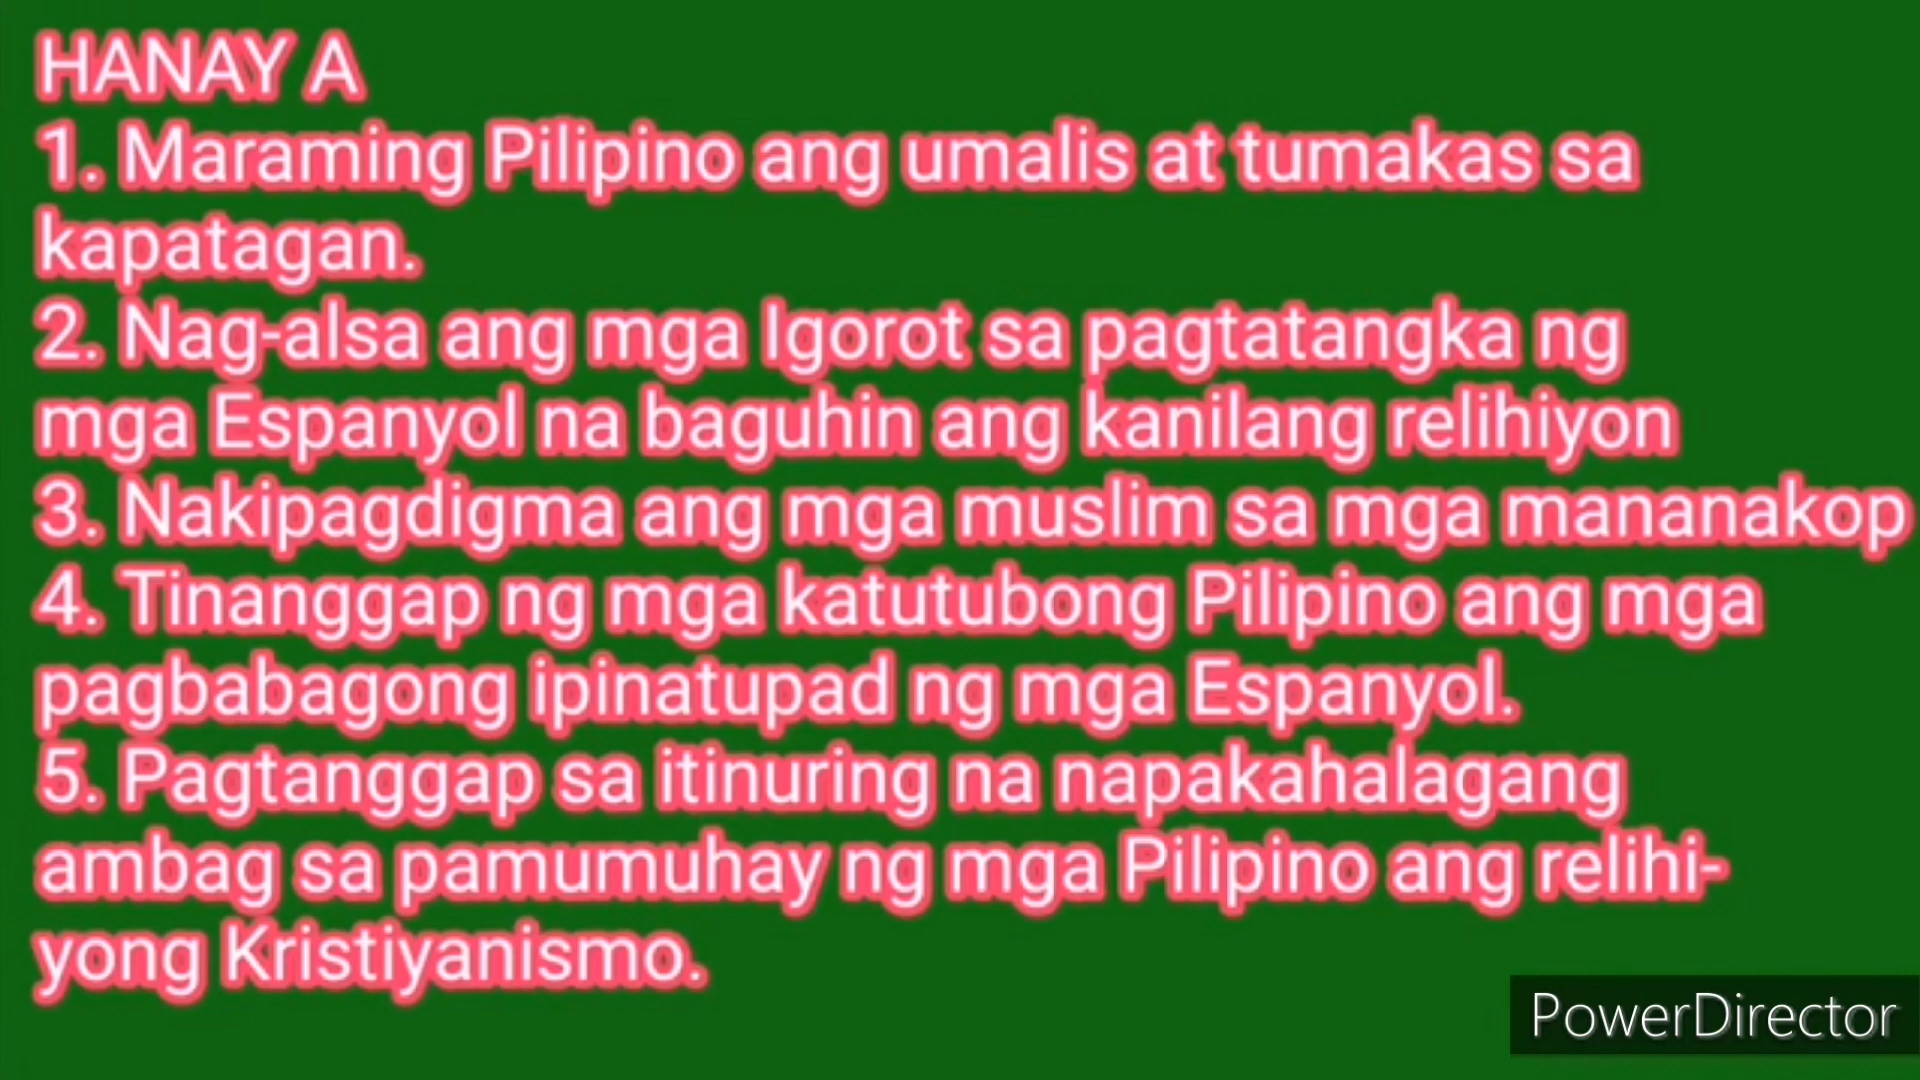 HANAY A
1. Maraming Pilipino ang umalis at tumakas sa
kapatagan.
2. Nag-alsa ang mga Igorot sa pagtatangka ng
mga Espanyol na baguhin ang kanilang relihiyon
3. Nakipagdigma ang mga muslim sa mga mananakop
4. Tinanggap ng mga katutubong Pilipino ang mga
pagbabagong ipinatupad ng mga Espanyol.
5. Pagtanggap sa itinuring na napakahalagang
ambag sa pamumuhay ng mga Pilipino ang relihi-
yong Kristiyanismo.
PowerDirector